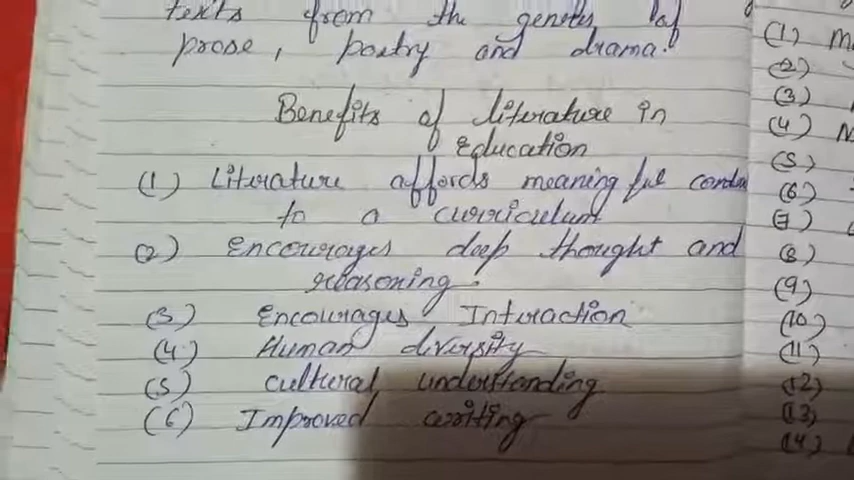 texts from the genres of
prose, poetry and drama.
Benefits of literature in
Education
(1) Literature affords meaningful
to a curriculum
(2) Encourages deep thought and
reasoning.
(3) Encourages Interaction
(4) Human diversity
(5) cultural understanding
(6) Improved writing
(1)
(2)
(3)
(4)
(5)
(6)
(7)
(8)
(9)
(10)
(11)
(12)
(13)
(14)